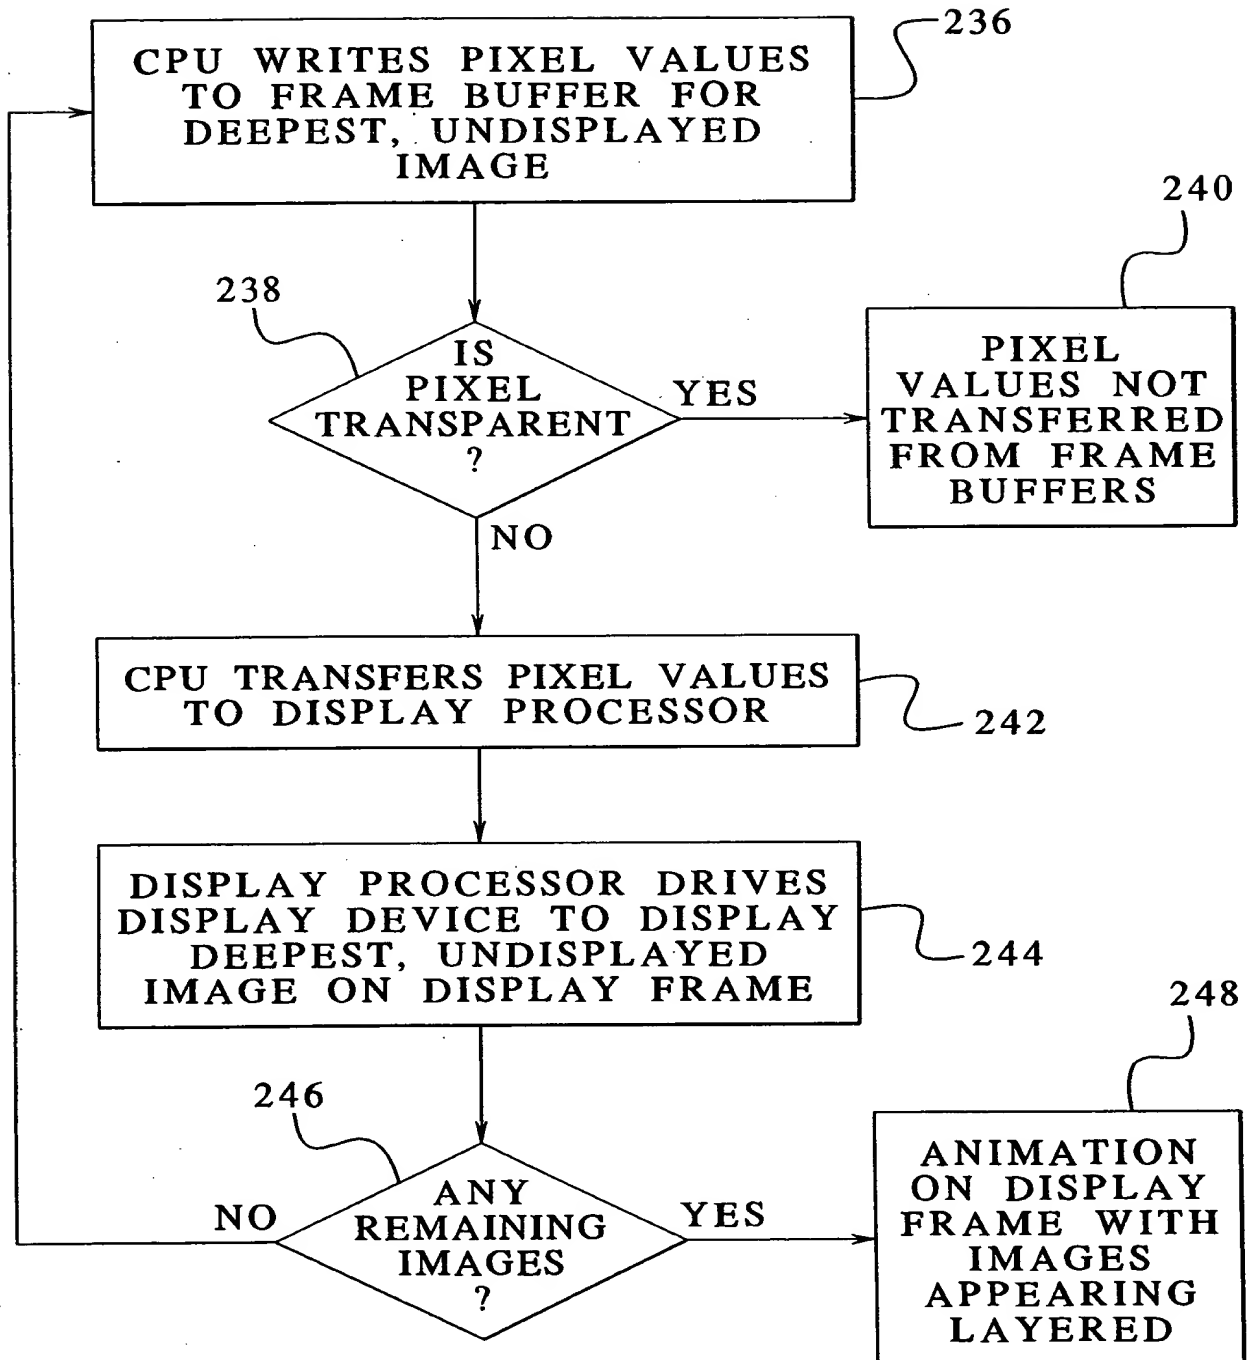 236
CPU WRITES PIXEL VALUES
TO FRAME BUFFER FOR
DEEPEST, UNDISPLAYED
IMAGE
240
238
IS
PIXEL
TRANSPARENT
?
YES
PIXEL
VALUES NOT
TRANSFERRED
FROM FRAME
BUFFERS
NO
CPU TRANSFERS PIXEL VALUES
TO DISPLAY PROCESSOR
242
DISPLAY PROCESSOR DRIVES
DISPLAY DEVICE TO DISPLAY
DEEPEST, UNDISPLAYED
IMAGE ON DISPLAY FRAME
244
248
246
ANY
REMAINING
IMAGES
?
NO
YES
ANIMATION
ON DISPLAY
FRAME WITH
IMAGES
APPEARING
LAYERED